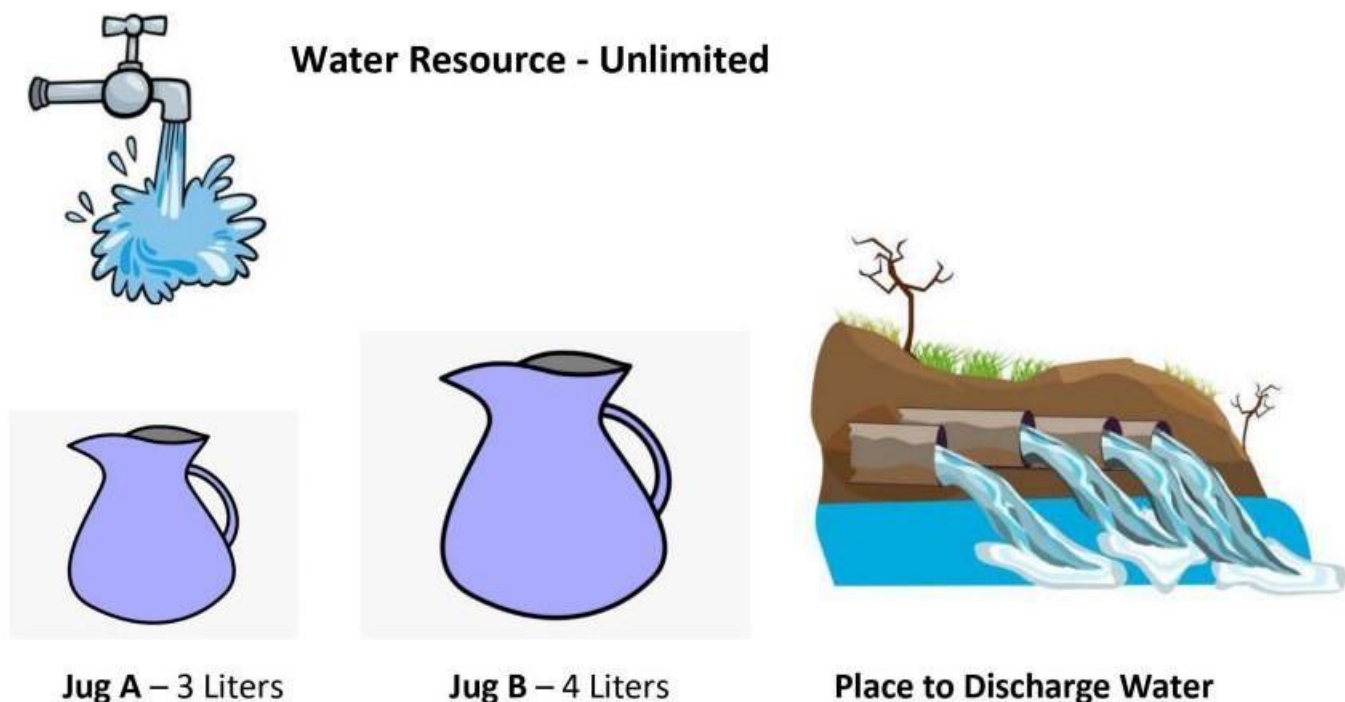 Water Resource - Unlimited
Jug A – 3 Liters
Jug B – 4 Liters
Place to Discharge Water